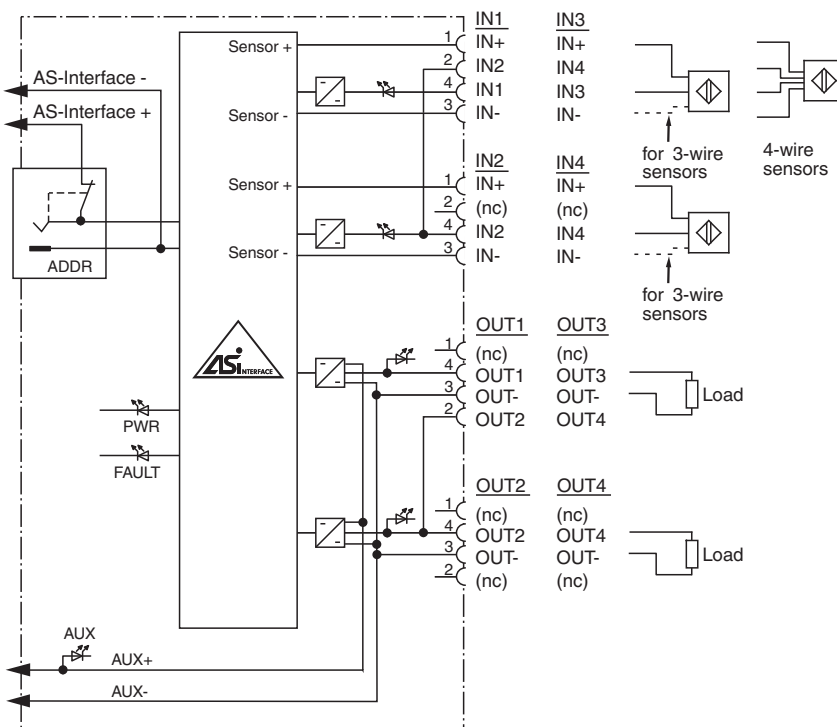 IN1 IN3
1 IN+ IN+
Sensor +
2 IN2 IN4
4 IN1 IN3
3 IN- IN-
Sensor -
AS-Interface -
AS-Interface +
for 3-wire
sensors
4-wire
sensors
IN2 IN4
Sensor + 1 IN+ IN+
2 (nc) (nc)
4 IN2 IN4
Sensor - 3 IN- IN-
ADDR
for 3-wire
sensors
OUT1 OUT3
1 (nc) (nc)
ASi INTERFACE
4 OUT1 OUT3
3 OUT- OUT- Load
2 OUT2 OUT4
PWR
FAULT
OUT2 OUT4
1 (nc) (nc)
4 OUT2 OUT4
3 OUT- OUT- Load
2 (nc) (nc)
AUX
AUX+
AUX-